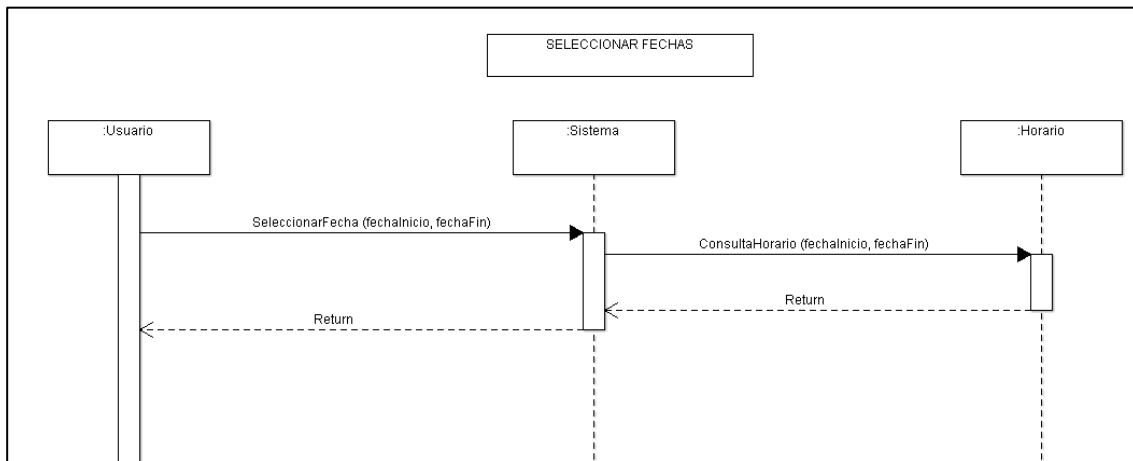 SELECCIONAR FECHAS
:Usuario
:Sistema
:Horario
SeleccionarFecha (fechaInicio, fechaFin)
ConsultaHorario (fechaInicio, fechaFin)
Return
Return